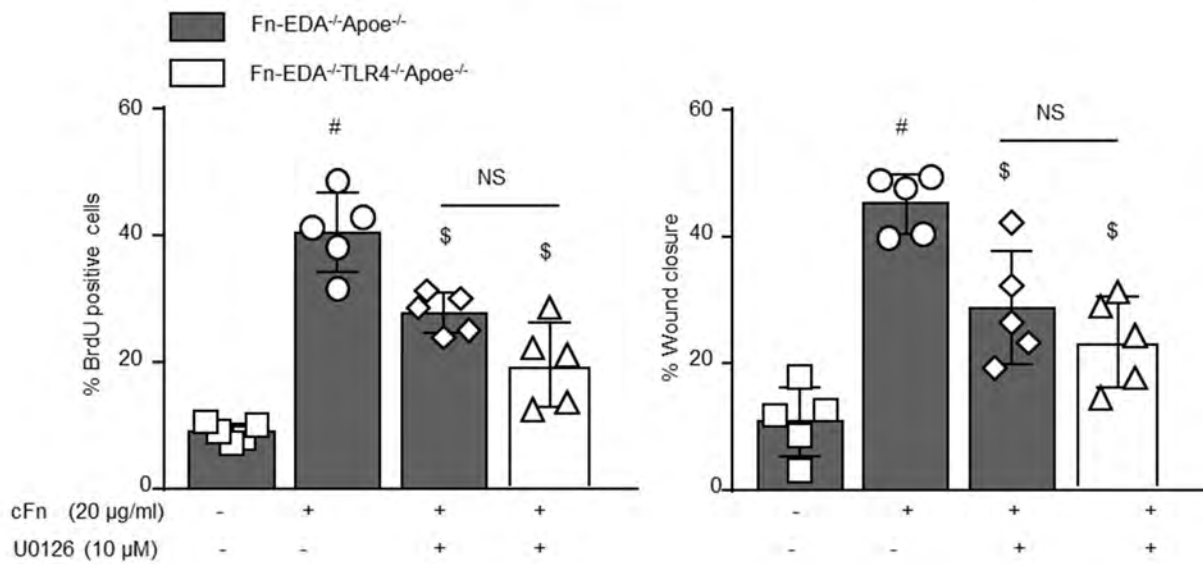 Fn-EDA⁻/⁻Apoe⁻/⁻
Fn-EDA⁻/⁻TLR4⁻/⁻Apoe⁻/⁻
% BrdU positive cells
60
40
20
0
#
$
$
NS
% Wound closure
60
40
20
0
#
$
$
NS
cFn (20 µg/ml) - + + + - + + +
U0126 (10 µM) - - + + - - + +